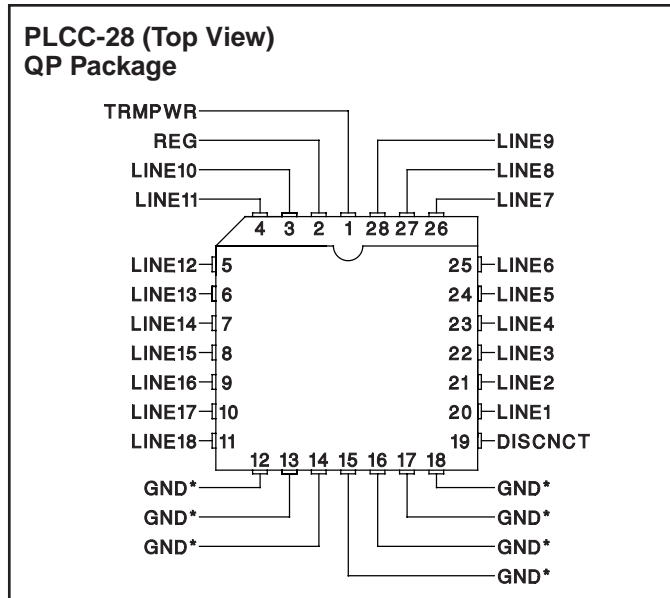 PLCC-28 (Top View)
QP Package
TRMPWR
REG LINE9
LINE10 LINE8
LINE11 LINE7
4 3 2 1 28 27 26
LINE12 5 25 LINE6
LINE13 6 24 LINE5
LINE14 7 23 LINE4
LINE15 8 22 LINE3
LINE16 9 21 LINE2
LINE17 10 20 LINE1
LINE18 11 19 DISCNCT
12 13 14 15 16 17 18
GND* GND*
GND* GND*
GND* GND*
GND*